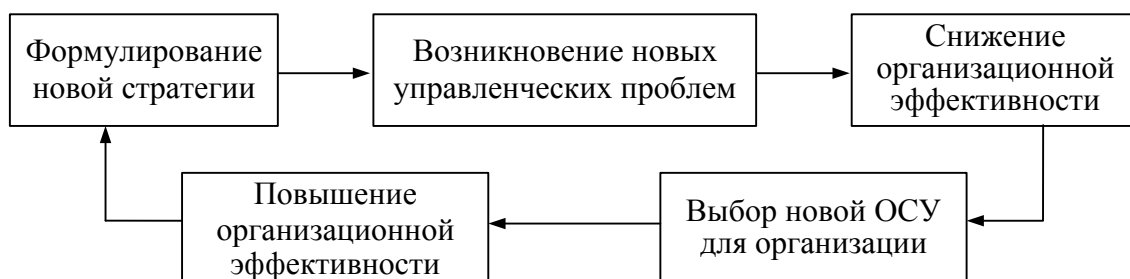 Формулирование
новой стратегии
Возникновение новых
управленческих проблем
Снижение
организационной
эффективности
Повышение
организационной
эффективности
Выбор новой ОСУ
для организации